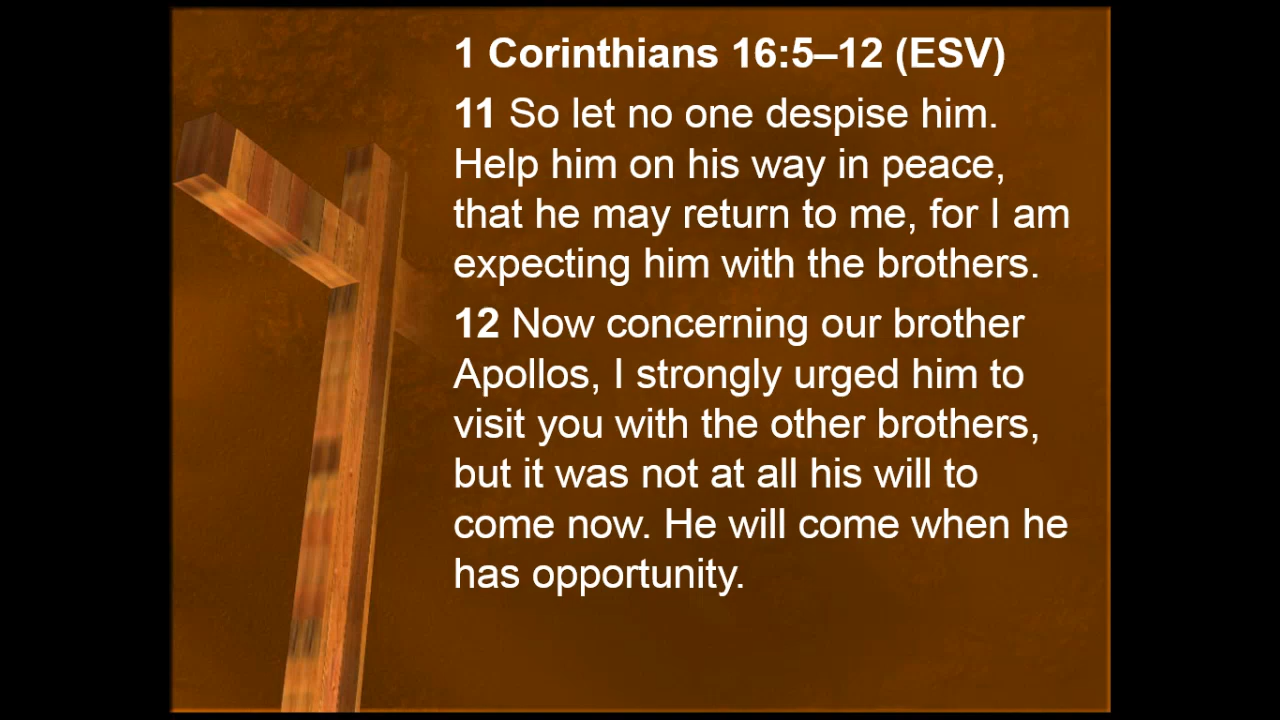 1 Corinthians 16:5–12 (ESV)
11 So let no one despise him.
Help him on his way in peace,
that he may return to me, for I am
expecting him with the brothers.
12 Now concerning our brother
Apollos, I strongly urged him to
visit you with the other brothers,
but it was not at all his will to
come now. He will come when he
has opportunity.